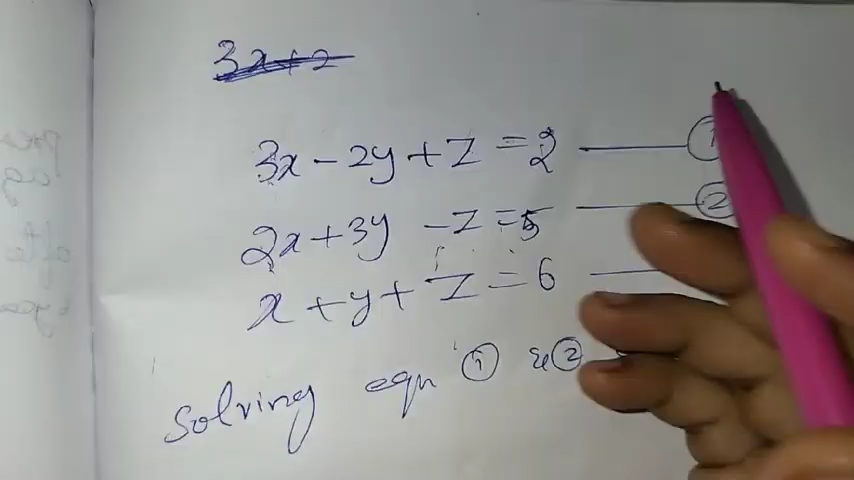 3x+2
3x - 2y + z = 2 ① 
2x + 3y - z = 5 ②
x + y + z = 6
solving eqn ① & ②